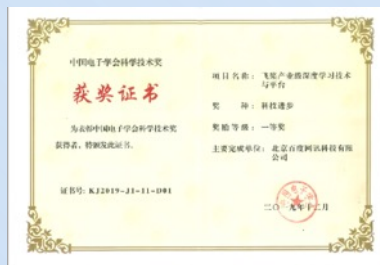 中国电子学会科学技术奖
获奖证书
为表彰中国电子学会科学技术奖
获得者,特颁发此证书。
证书号:KJ2019-J1-11-D01
项目名称:飞桨产业级深度学习技术
与平台
奖 种:科技进步
奖励等级:一等奖
主要完成单位:北京百度网讯科技有限
公司
二〇一九年十二月